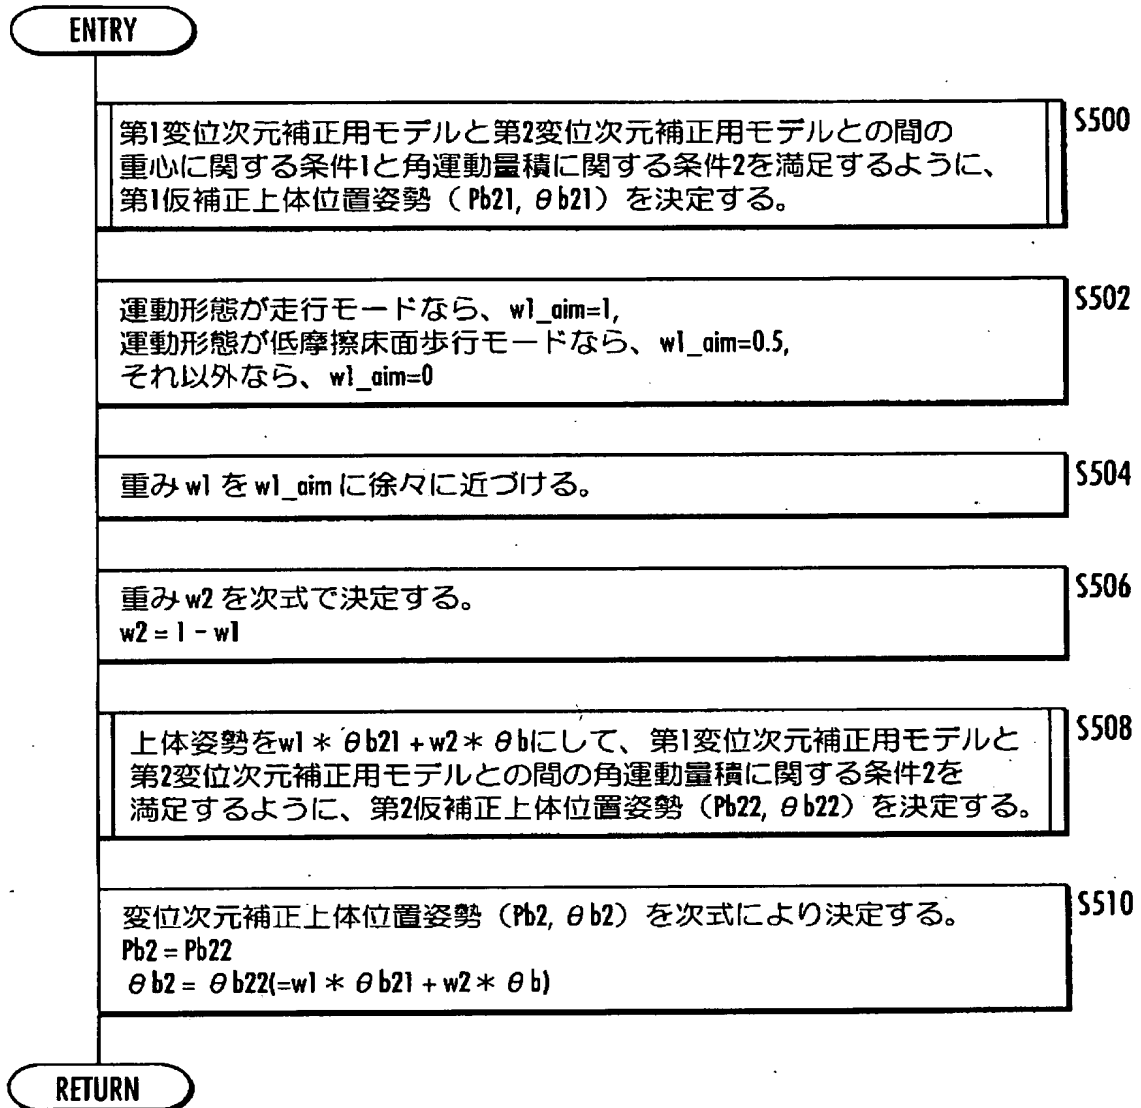 ENTRY
S500
第1変位次元補正用モデルと第2変位次元補正用モデルとの間の
重心に関する条件1と角運動量積に関する条件2を満足するように、
第1仮補正上体位置姿勢（Pb21, θb21）を決定する。
S502
運動形態が走行モードなら、w1_aim=1,
運動形態が低摩擦床面歩行モードなら、w1_aim=0.5,
それ以外なら、w1_aim=0
S504
重みw1をw1_aimに徐々に近づける。
S506
重みw2を次式で決定する。
w2 = 1 - w1
S508
上体姿勢をw1＊θb21+w2＊θbにして、第1変位次元補正用モデルと
第2変位次元補正用モデルとの間の角運動量積に関する条件2を
満足するように、第2仮補正上体位置姿勢（Pb22, θb22）を決定する。
S510
変位次元補正上体位置姿勢（Pb2, θb2）を次式により決定する。
Pb2 = Pb22
θb2 = θb22(=w1＊θb21+w2＊θb)
RETURN